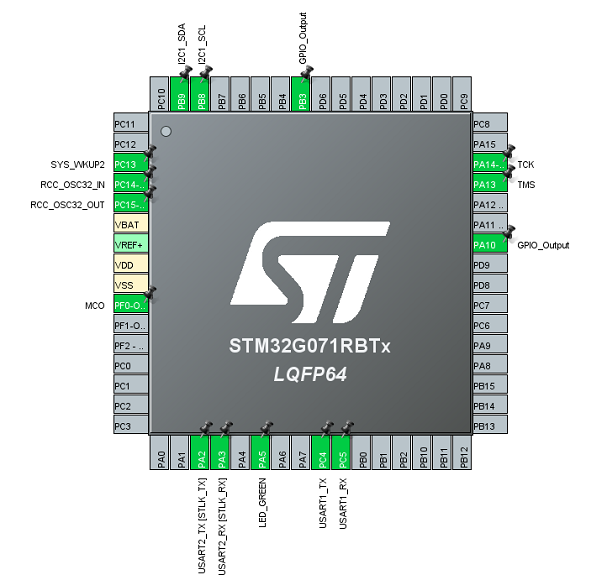 I2C1_SDA
I2C1_SCL
GPIO_Output
PC10
PB9
PB8
PB7
PB6
PB5
PB4
PB3
PD6
PD5
PD4
PD3
PD2
PD1
PD0
PC9
PC11
PC12
SYS_WKUP2 PC13
RCC_OSC32_IN PC14-..
RCC_OSC32_OUT PC15-..
VBAT
VREF+
VDD
VSS
MCO PF0-O..
PF1-O..
PF2 - ..
PC0
PC1
PC2
PC3
ST
STM32G071RBTx
LQFP64
PC8
PA15
PA14-.. TCK
PA13 TMS
PA12 ..
PA11 ..
PA10 GPIO_Output
PD9
PD8
PC7
PC6
PA9
PA8
PB15
PB14
PB13
PA0
PA1
PA2
PA3
PA4
PA5
PA6
PA7
PC4
PC5
PB0
PB1
PB2
PB10
PB11
PB12
USART2_TX [STLK_TX]
USART2_RX [STLK_RX]
LED_GREEN
USART1_TX
USART1_RX